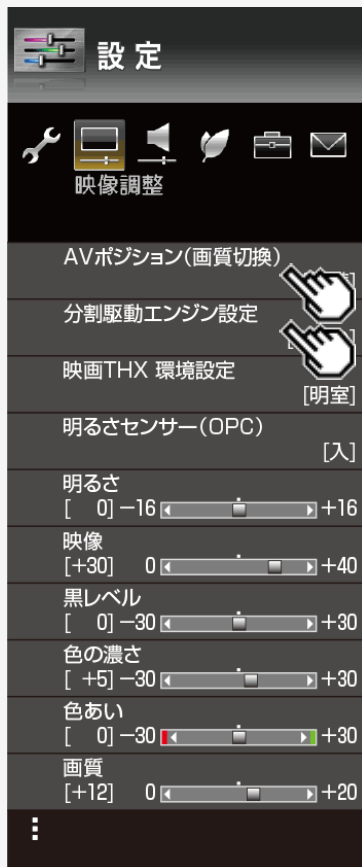 設定
映像調整
AVポジション(画質切換)
分割駆動エンジン設定
[
映画THX 環境設定
[明室]
明るさセンサー(OPC)
[入]
明るさ
[ 0] −16 +16
映像
[+30] 0 +40
黒レベル
[ 0] −30 +30
色の濃さ
[ +5] −30 +30
色あい
[ 0] −30 +30
画質
[+12] 0 +20